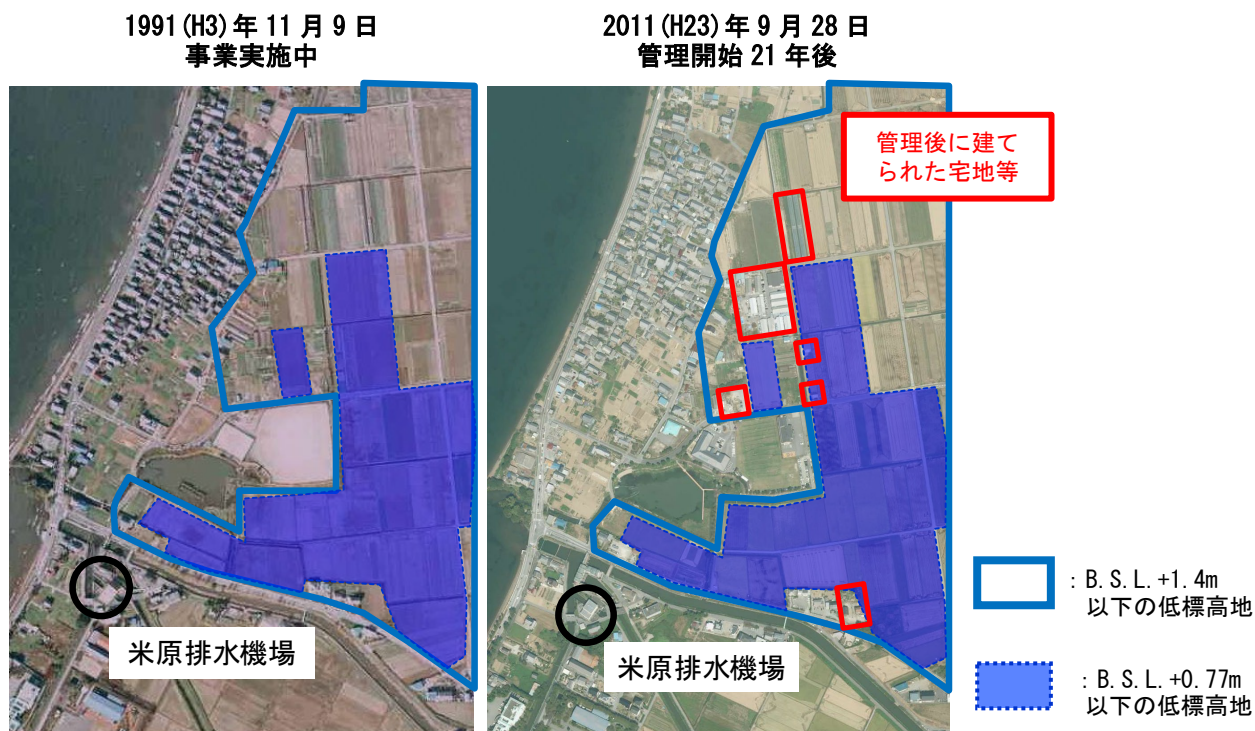 1991(H3)年11月9日
事業実施中
2011(H23)年9月28日
管理開始21年後
管理後に建て
られた宅地等
米原排水機場
米原排水機場
：B.S.L.+1.4m
以下の低標高地
：B.S.L.+0.77m
以下の低標高地